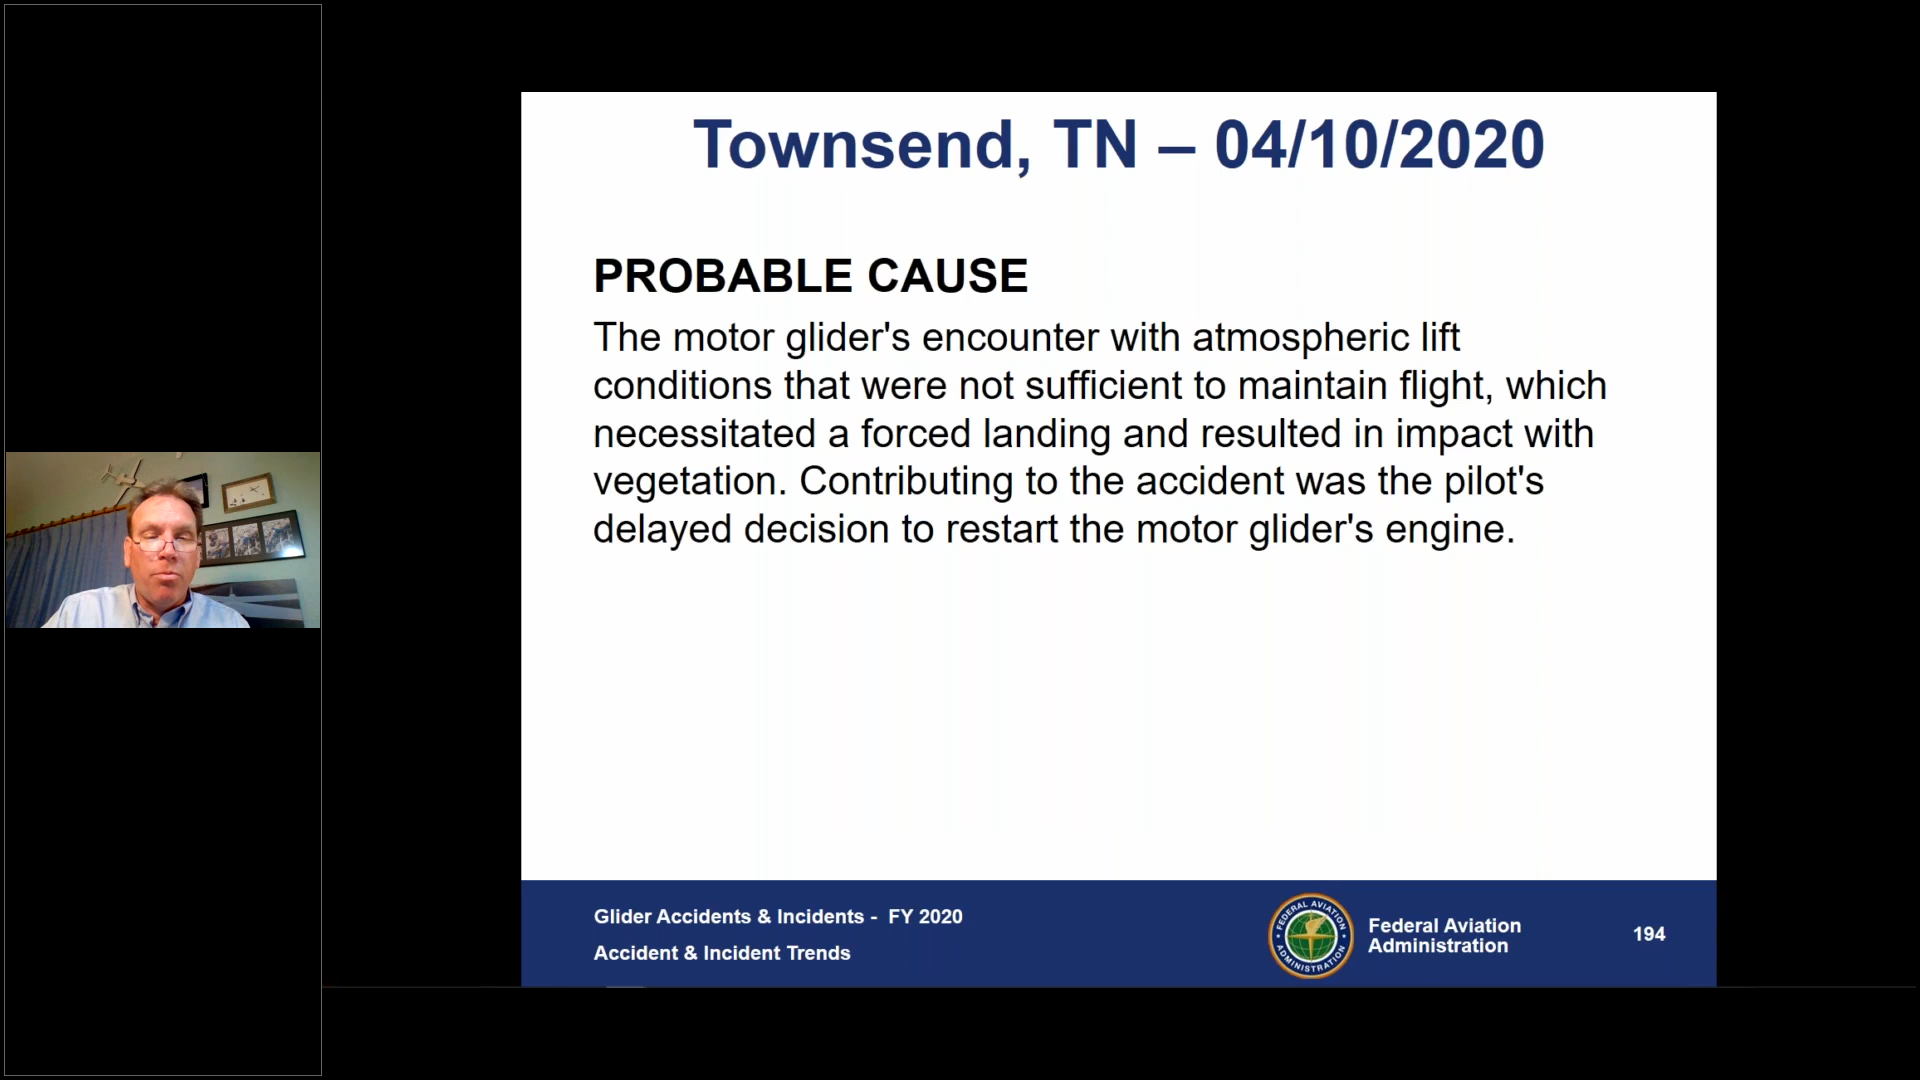 Townsend, TN – 04/10/2020
PROBABLE CAUSE
The motor glider's encounter with atmospheric lift
conditions that were not sufficient to maintain flight, which
necessitated a forced landing and resulted in impact with
vegetation. Contributing to the accident was the pilot's
delayed decision to restart the motor glider's engine.
Glider Accidents & Incidents -  FY 2020
Accident & Incident Trends
FEDERAL AVIATION
ADMINISTRATION
Federal Aviation
Administration
194